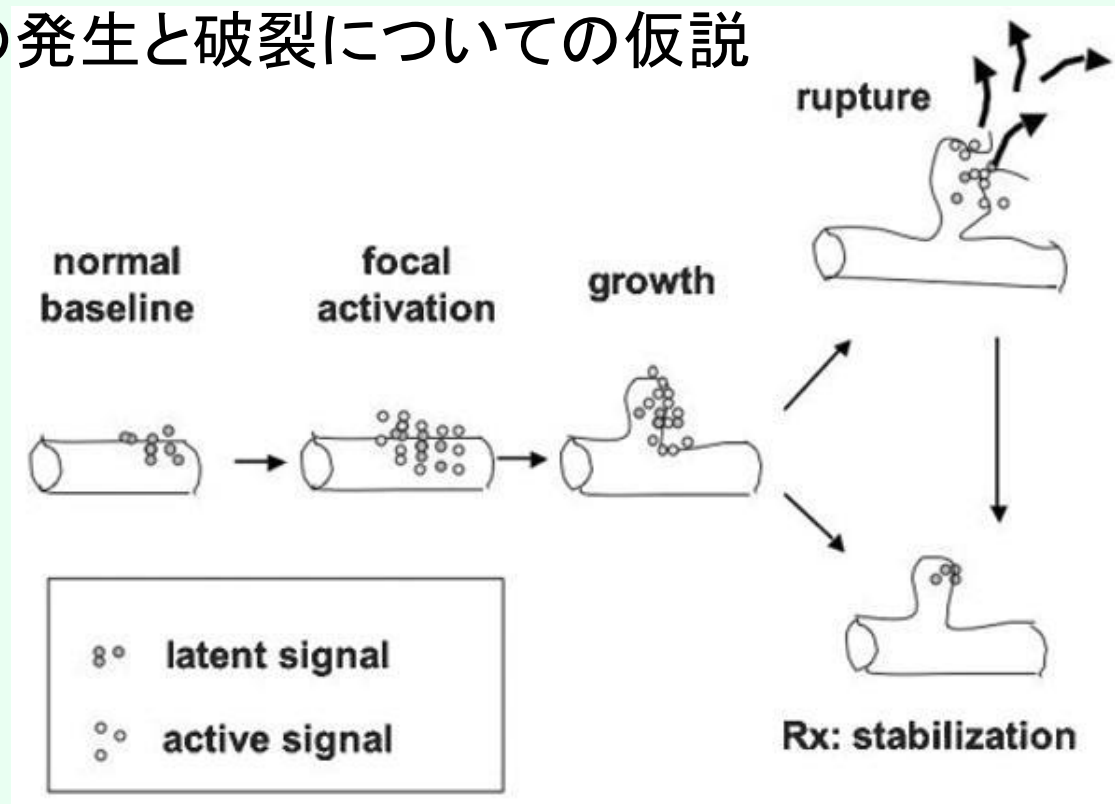 の発生と破裂についての仮説
rupture
normal
baseline
focal
activation
growth
latent signal
active signal
Rx: stabilization